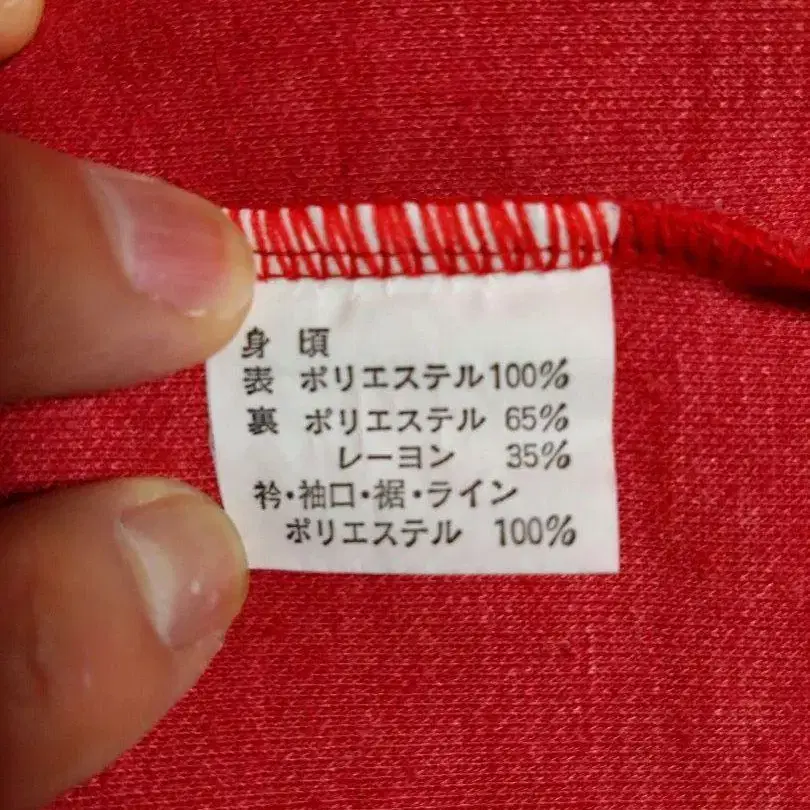 身 頃
表 ポリエステル100%
裏 ポリエステル 65%
レーヨン 35%
衿・袖口・裾・ライン
ポリエステル 100%